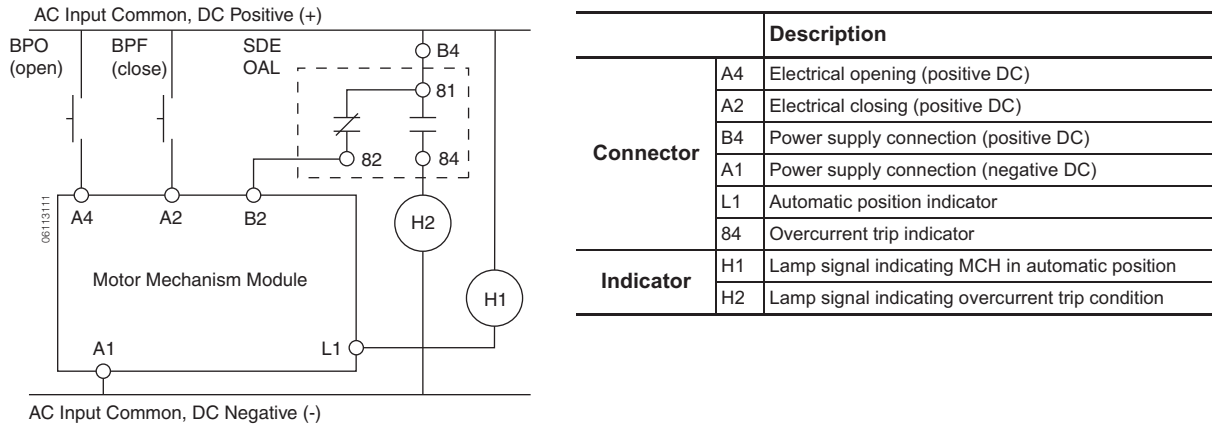 AC Input Common, DC Positive (+)
BPO
(open)
BPF
(close)
SDE
OAL
B4
81
82
84
A4
A2
B2
H2
06113111
Motor Mechanism Module
H1
A1
L1
AC Input Common, DC Negative (-)
Description
Connector
A4 Electrical opening (positive DC)
A2 Electrical closing (positive DC)
B4 Power supply connection (positive DC)
A1 Power supply connection (negative DC)
L1 Automatic position indicator
84 Overcurrent trip indicator
Indicator
H1 Lamp signal indicating MCH in automatic position
H2 Lamp signal indicating overcurrent trip condition